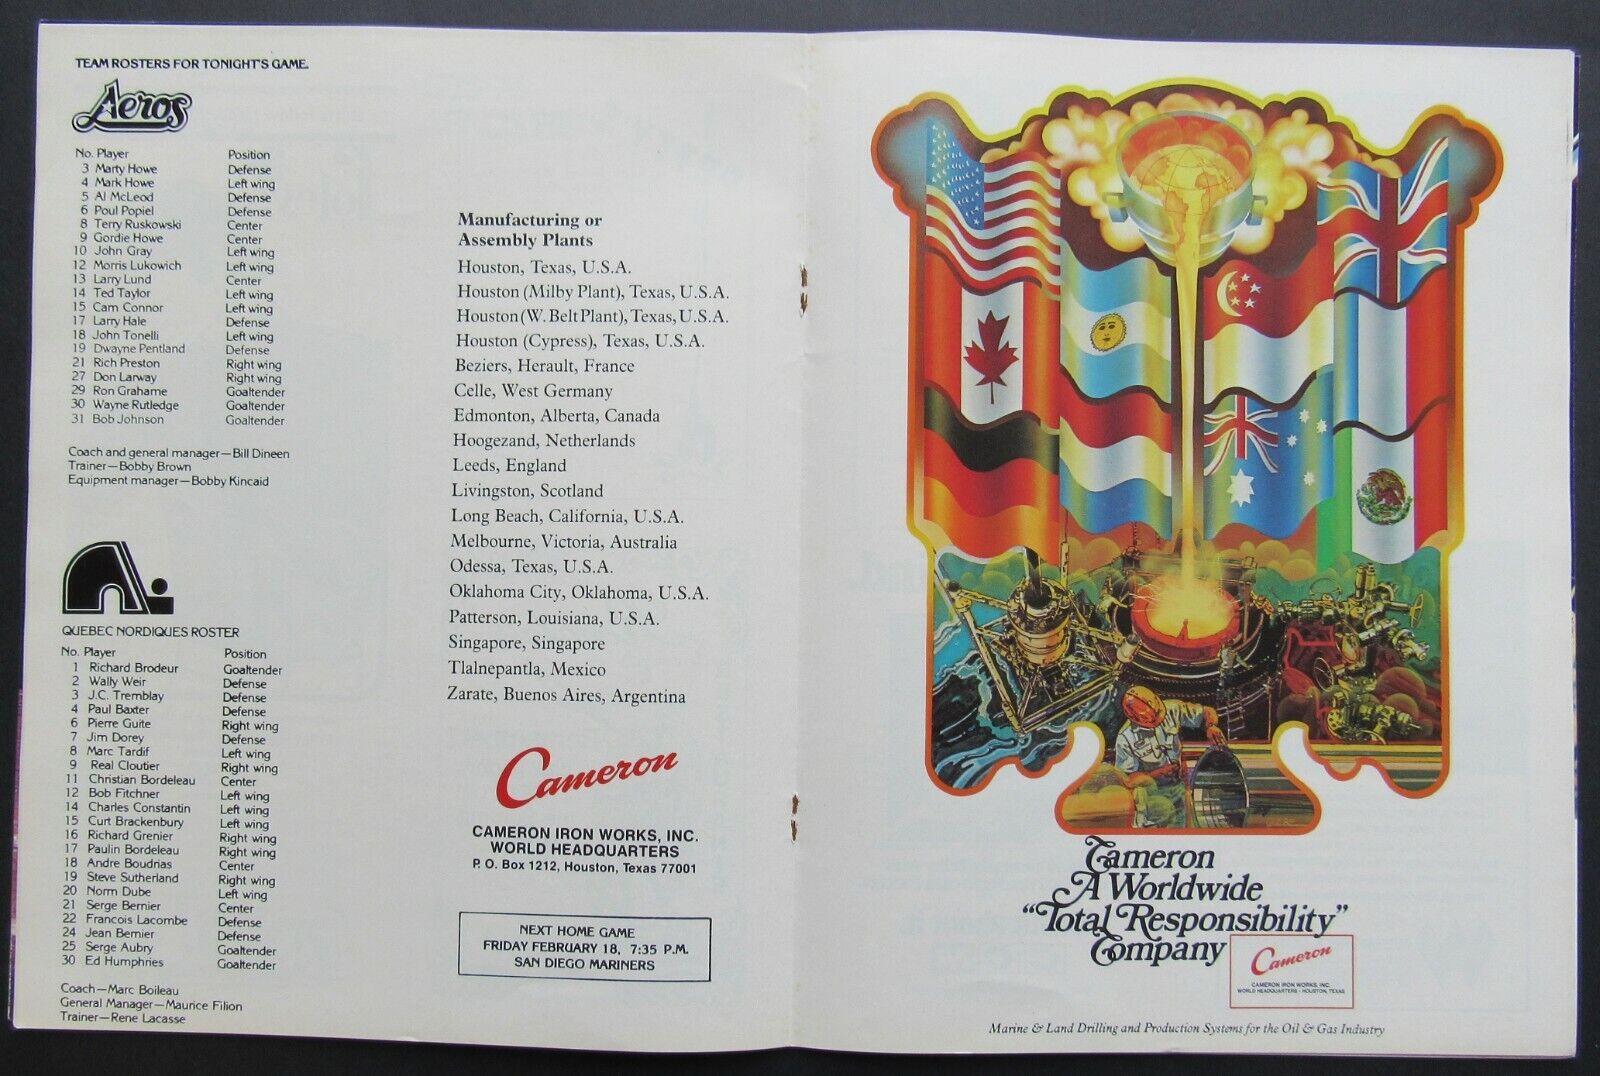 TEAM ROSTERS FOR TONIGHT'S GAME.
Aeros
No. Player Position
3 Marty Howe Defense
4 Mark Howe Left wing
5 Al McLeod Defense
6 Poul Popiel Defense
8 Terry Ruskowski Center
9 Gordie Howe Center
10 John Gray Left wing
12 Morris Lukowich Left wing
13 Larry Lund Center
14 Ted Taylor Left wing
15 Cam Connor Left wing
17 Larry Hale Defense
18 John Tonelli Left wing
19 Dwayne Pentland Defense
21 Rich Preston Right wing
27 Don Larway Right wing
29 Ron Grahame Goaltender
30 Wayne Rutledge Goaltender
31 Bob Johnson Goaltender
Coach and general manager—Bill Dineen
Trainer—Bobby Brown
Equipment manager—Bobby Kincaid
QUEBEC NORDIQUES ROSTER
No. Player Position
1 Richard Brodeur Goaltender
2 Wally Weir Defense
3 J.C. Tremblay Defense
4 Paul Baxter Defense
6 Pierre Guite Right wing
7 Jim Dorey Defense
8 Marc Tardif Left wing
9 Real Cloutier Right wing
11 Christian Bordeleau Center
12 Bob Fitchner Left wing
14 Charles Constantin Left wing
15 Curt Brackenbury Left wing
16 Richard Grenier Right wing
17 Paulin Bordeleau Right wing
18 Andre Boudrias Center
19 Steve Sutherland Right wing
20 Norm Dube Left wing
21 Serge Bernier Center
22 Francois Lacombe Defense
24 Jean Bernier Defense
25 Serge Aubry Goaltender
30 Ed Humphries Goaltender
Coach—Marc Boileau
General Manager—Maurice Filion
Trainer—Rene Lacasse
Manufacturing or
Assembly Plants
Houston, Texas, U.S.A.
Houston (Milby Plant), Texas, U.S.A.
Houston (W. Belt Plant), Texas, U.S.A.
Houston (Cypress), Texas, U.S.A.
Beziers, Herault, France
Celle, West Germany
Edmonton, Alberta, Canada
Hoogezand, Netherlands
Leeds, England
Livingston, Scotland
Long Beach, California, U.S.A.
Melbourne, Victoria, Australia
Odessa, Texas, U.S.A.
Oklahoma City, Oklahoma, U.S.A.
Patterson, Louisiana, U.S.A.
Singapore, Singapore
Tlalnepantla, Mexico
Zarate, Buenos Aires, Argentina
Cameron
CAMERON IRON WORKS, INC.
WORLD HEADQUARTERS
P. O. Box 1212, Houston, Texas 77001
NEXT HOME GAME
FRIDAY FEBRUARY 18, 7:35 P.M.
SAN DIEGO MARINERS
Cameron
A Worldwide
"Total Responsibility"
Company
Cameron
CAMERON IRON WORKS, INC.
WORLD HEADQUARTERS - HOUSTON, TEXAS
Marine & Land Drilling and Production Systems for the Oil & Gas Industry